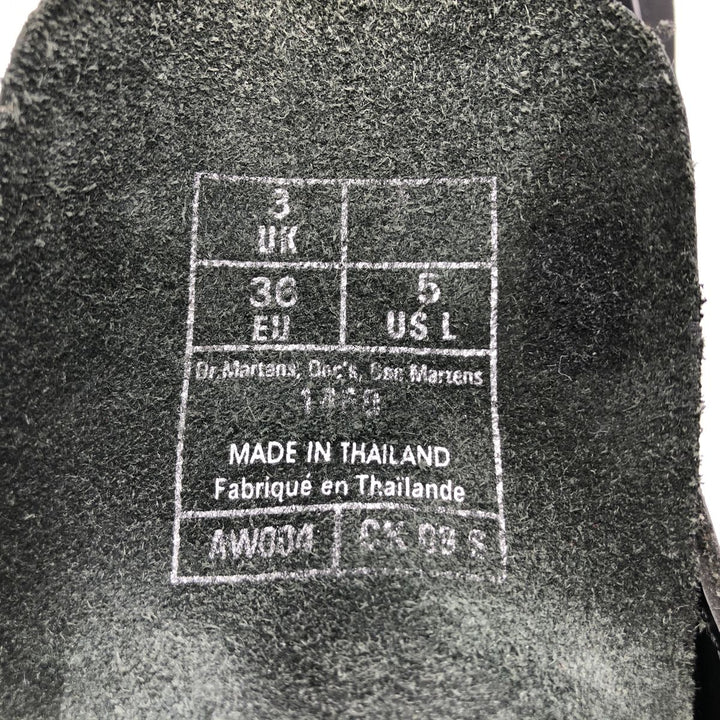 3
UK
36 5
EU US L
Dr.Martens, Doc's, Doc Martens
MADE IN THAILAND
Fabriqué en Thaïlande
AW004